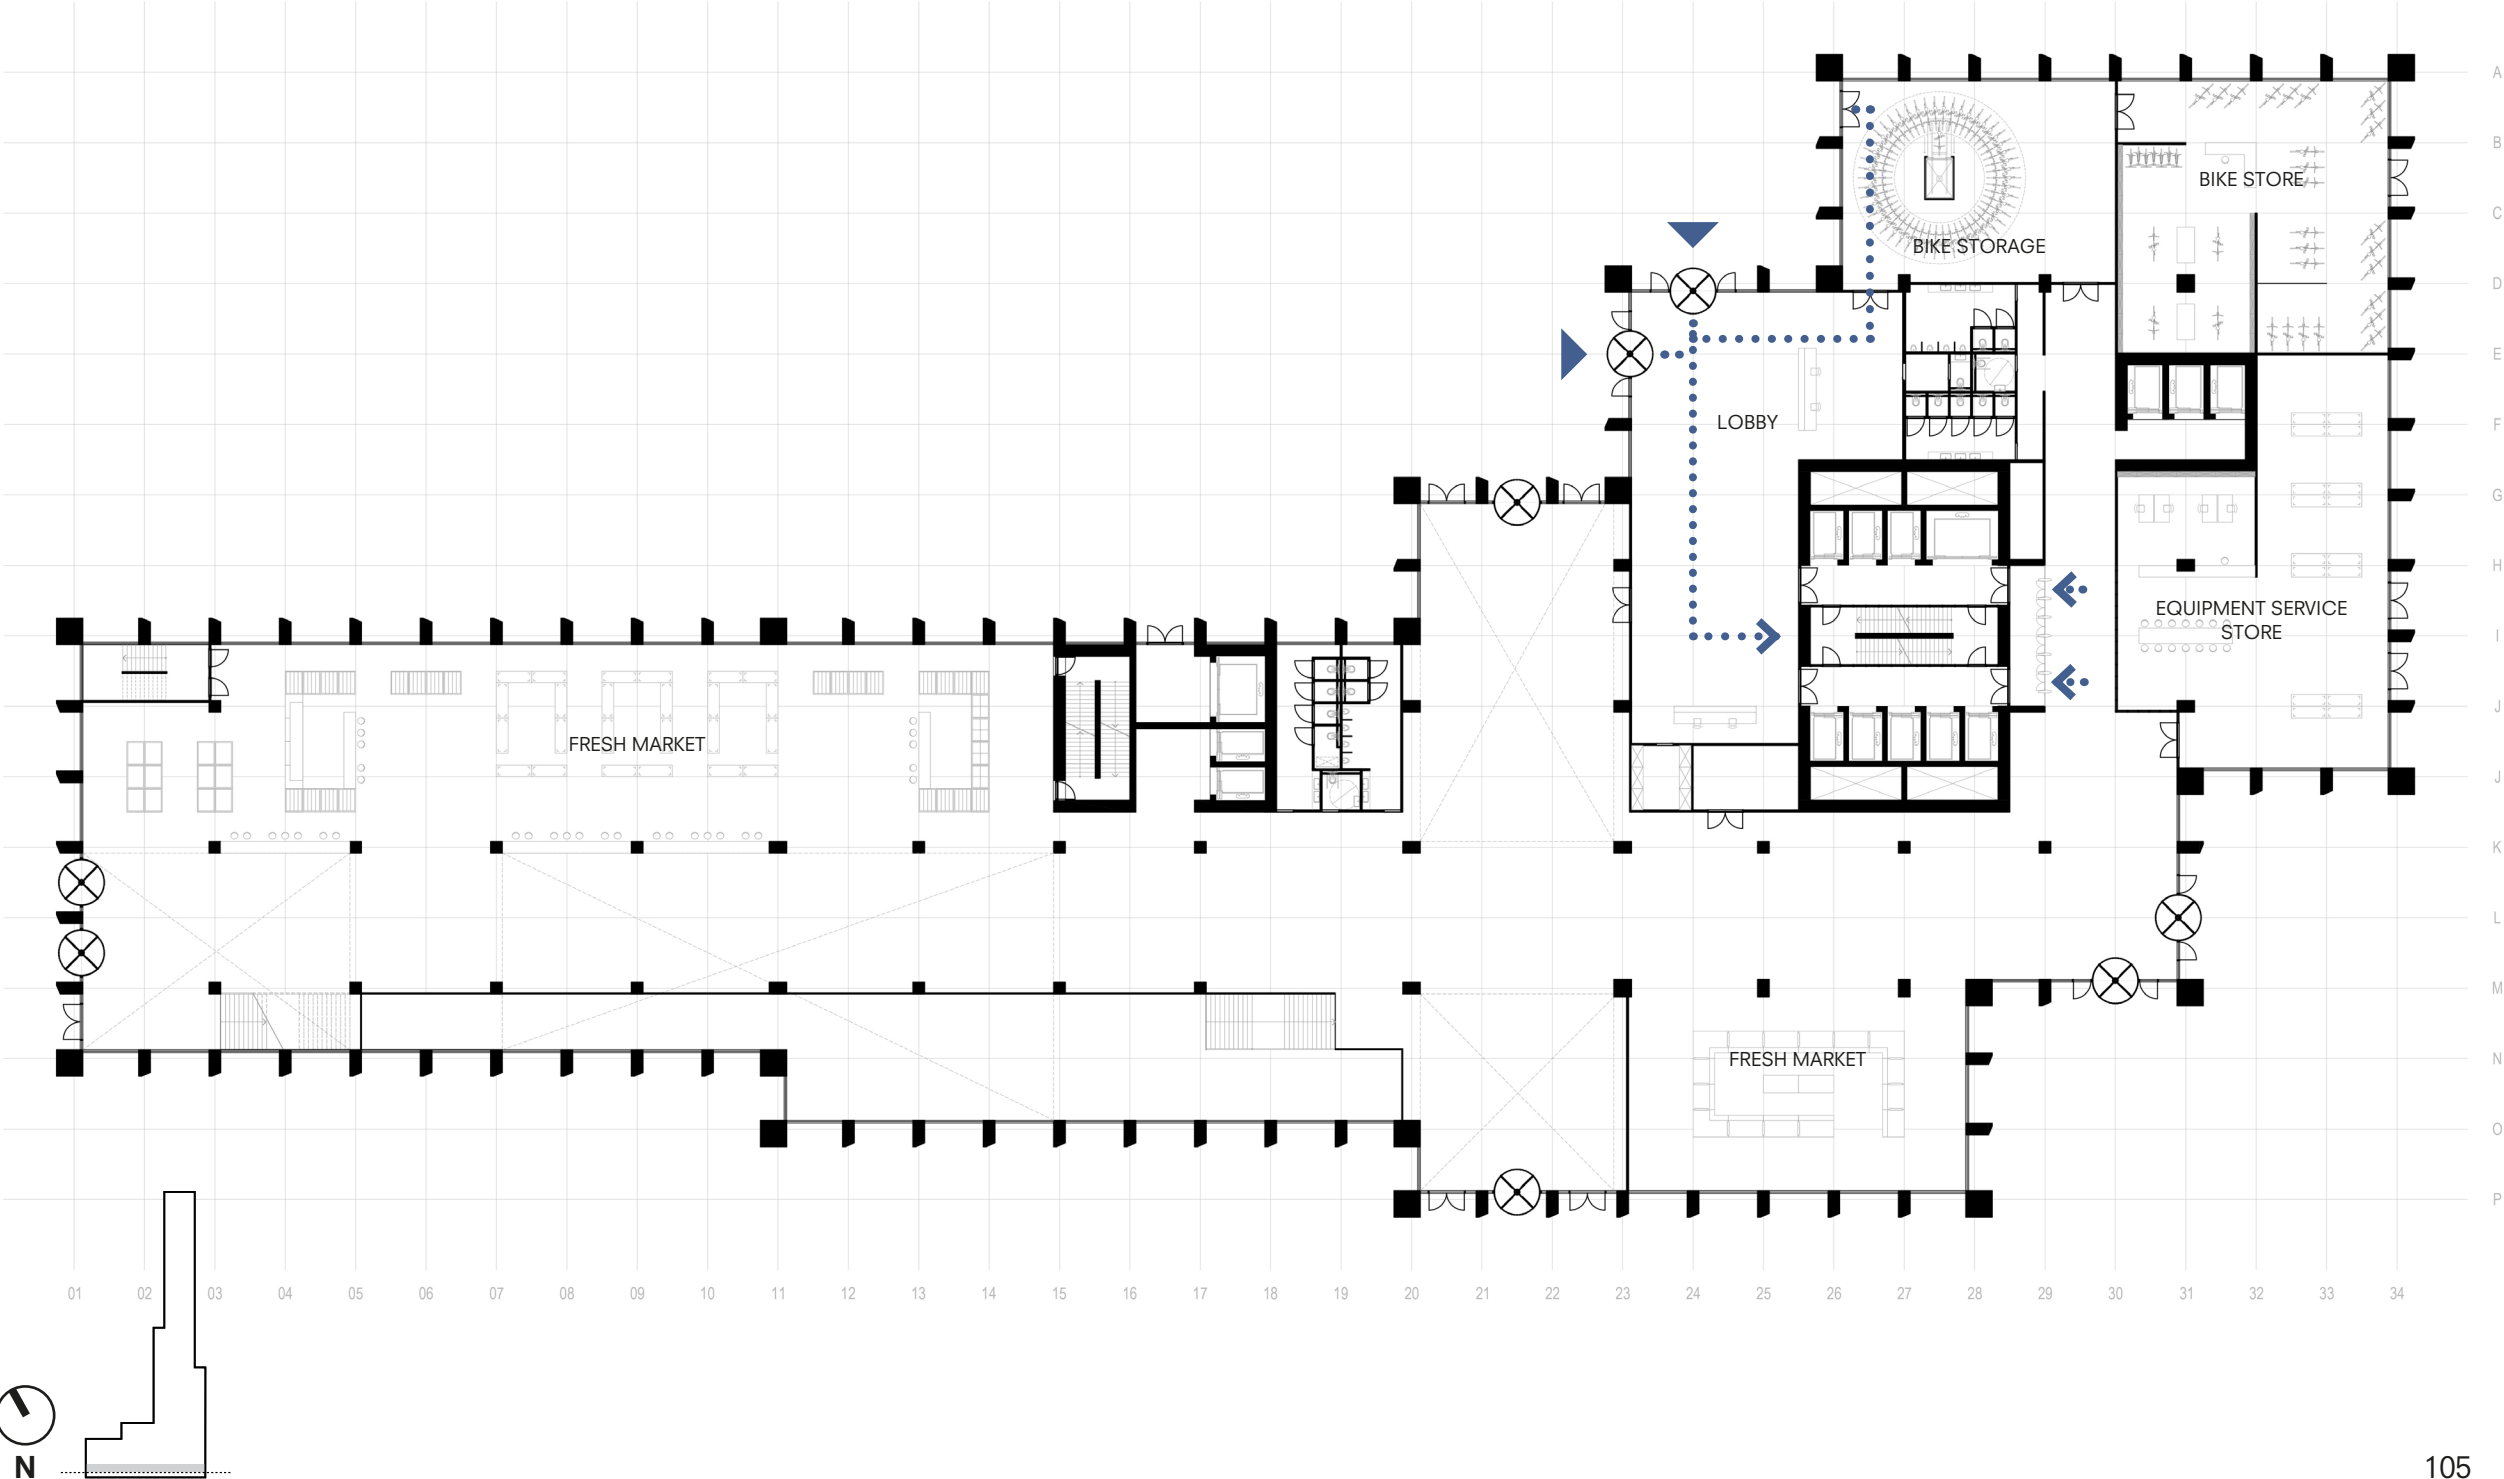 A
B
BIKE STORE
C
BIKE STORAGE
D
E
LOBBY
F
G
H
EQUIPMENT SERVICE
STORE
I
J
FRESH MARKET
J
K
L
M
FRESH MARKET
N
O
P
01 02 03 04 05 06 07 08 09 10 11 12 13 14 15 16 17 18 19 20 21 22 23 24 25 26 27 28 29 30 31 32 33 34
N
105